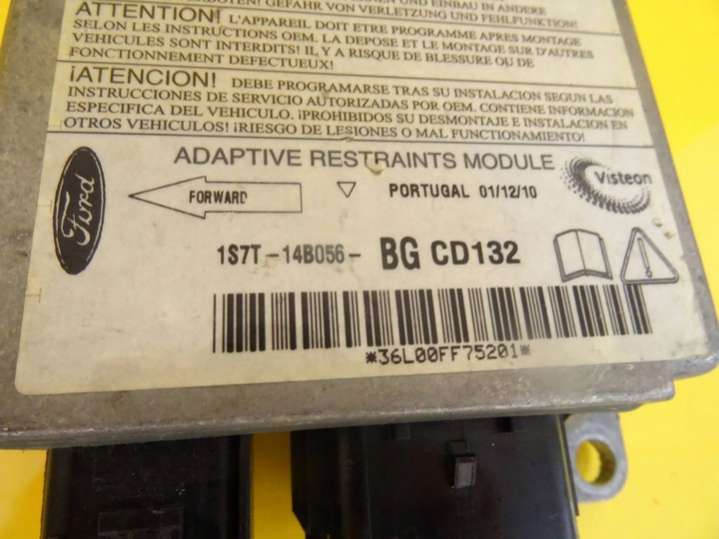 ATTENTION! L'APPAREIL DOIT ETRE PROGRAMME APRES MONTAGE
SELON LES INSTRUCTIONS OEM. LA DEPOSE ET LE MONTAGE SUR D'AUTRES
VEHICULES SONT INTERDITS! IL Y A RISQUE DE BLESSURE OU DE
FONCTIONNEMENT DEFECTUEUX!
¡ATENCION! DEBE PROGRAMARSE TRAS SU INSTALACION SEGUN LAS
INSTRUCCIONES DE SERVICIO AUTORIZADAS POR OEM. CONTIENE INFORMACION
ESPECIFICA DEL VEHICULO. ¡PROHIBIDOS SU DESMONTAJE E INSTALACION EN
OTROS VEHICULOS! ¡RIESGO DE LESIONES O MAL FUNCIONAMIENTO!
ADAPTIVE RESTRAINTS MODULE
Ford
FORWARD
PORTUGAL 01/12/10
Visteon
1S7T-14B056- BG CD132
*36L00FF75201*